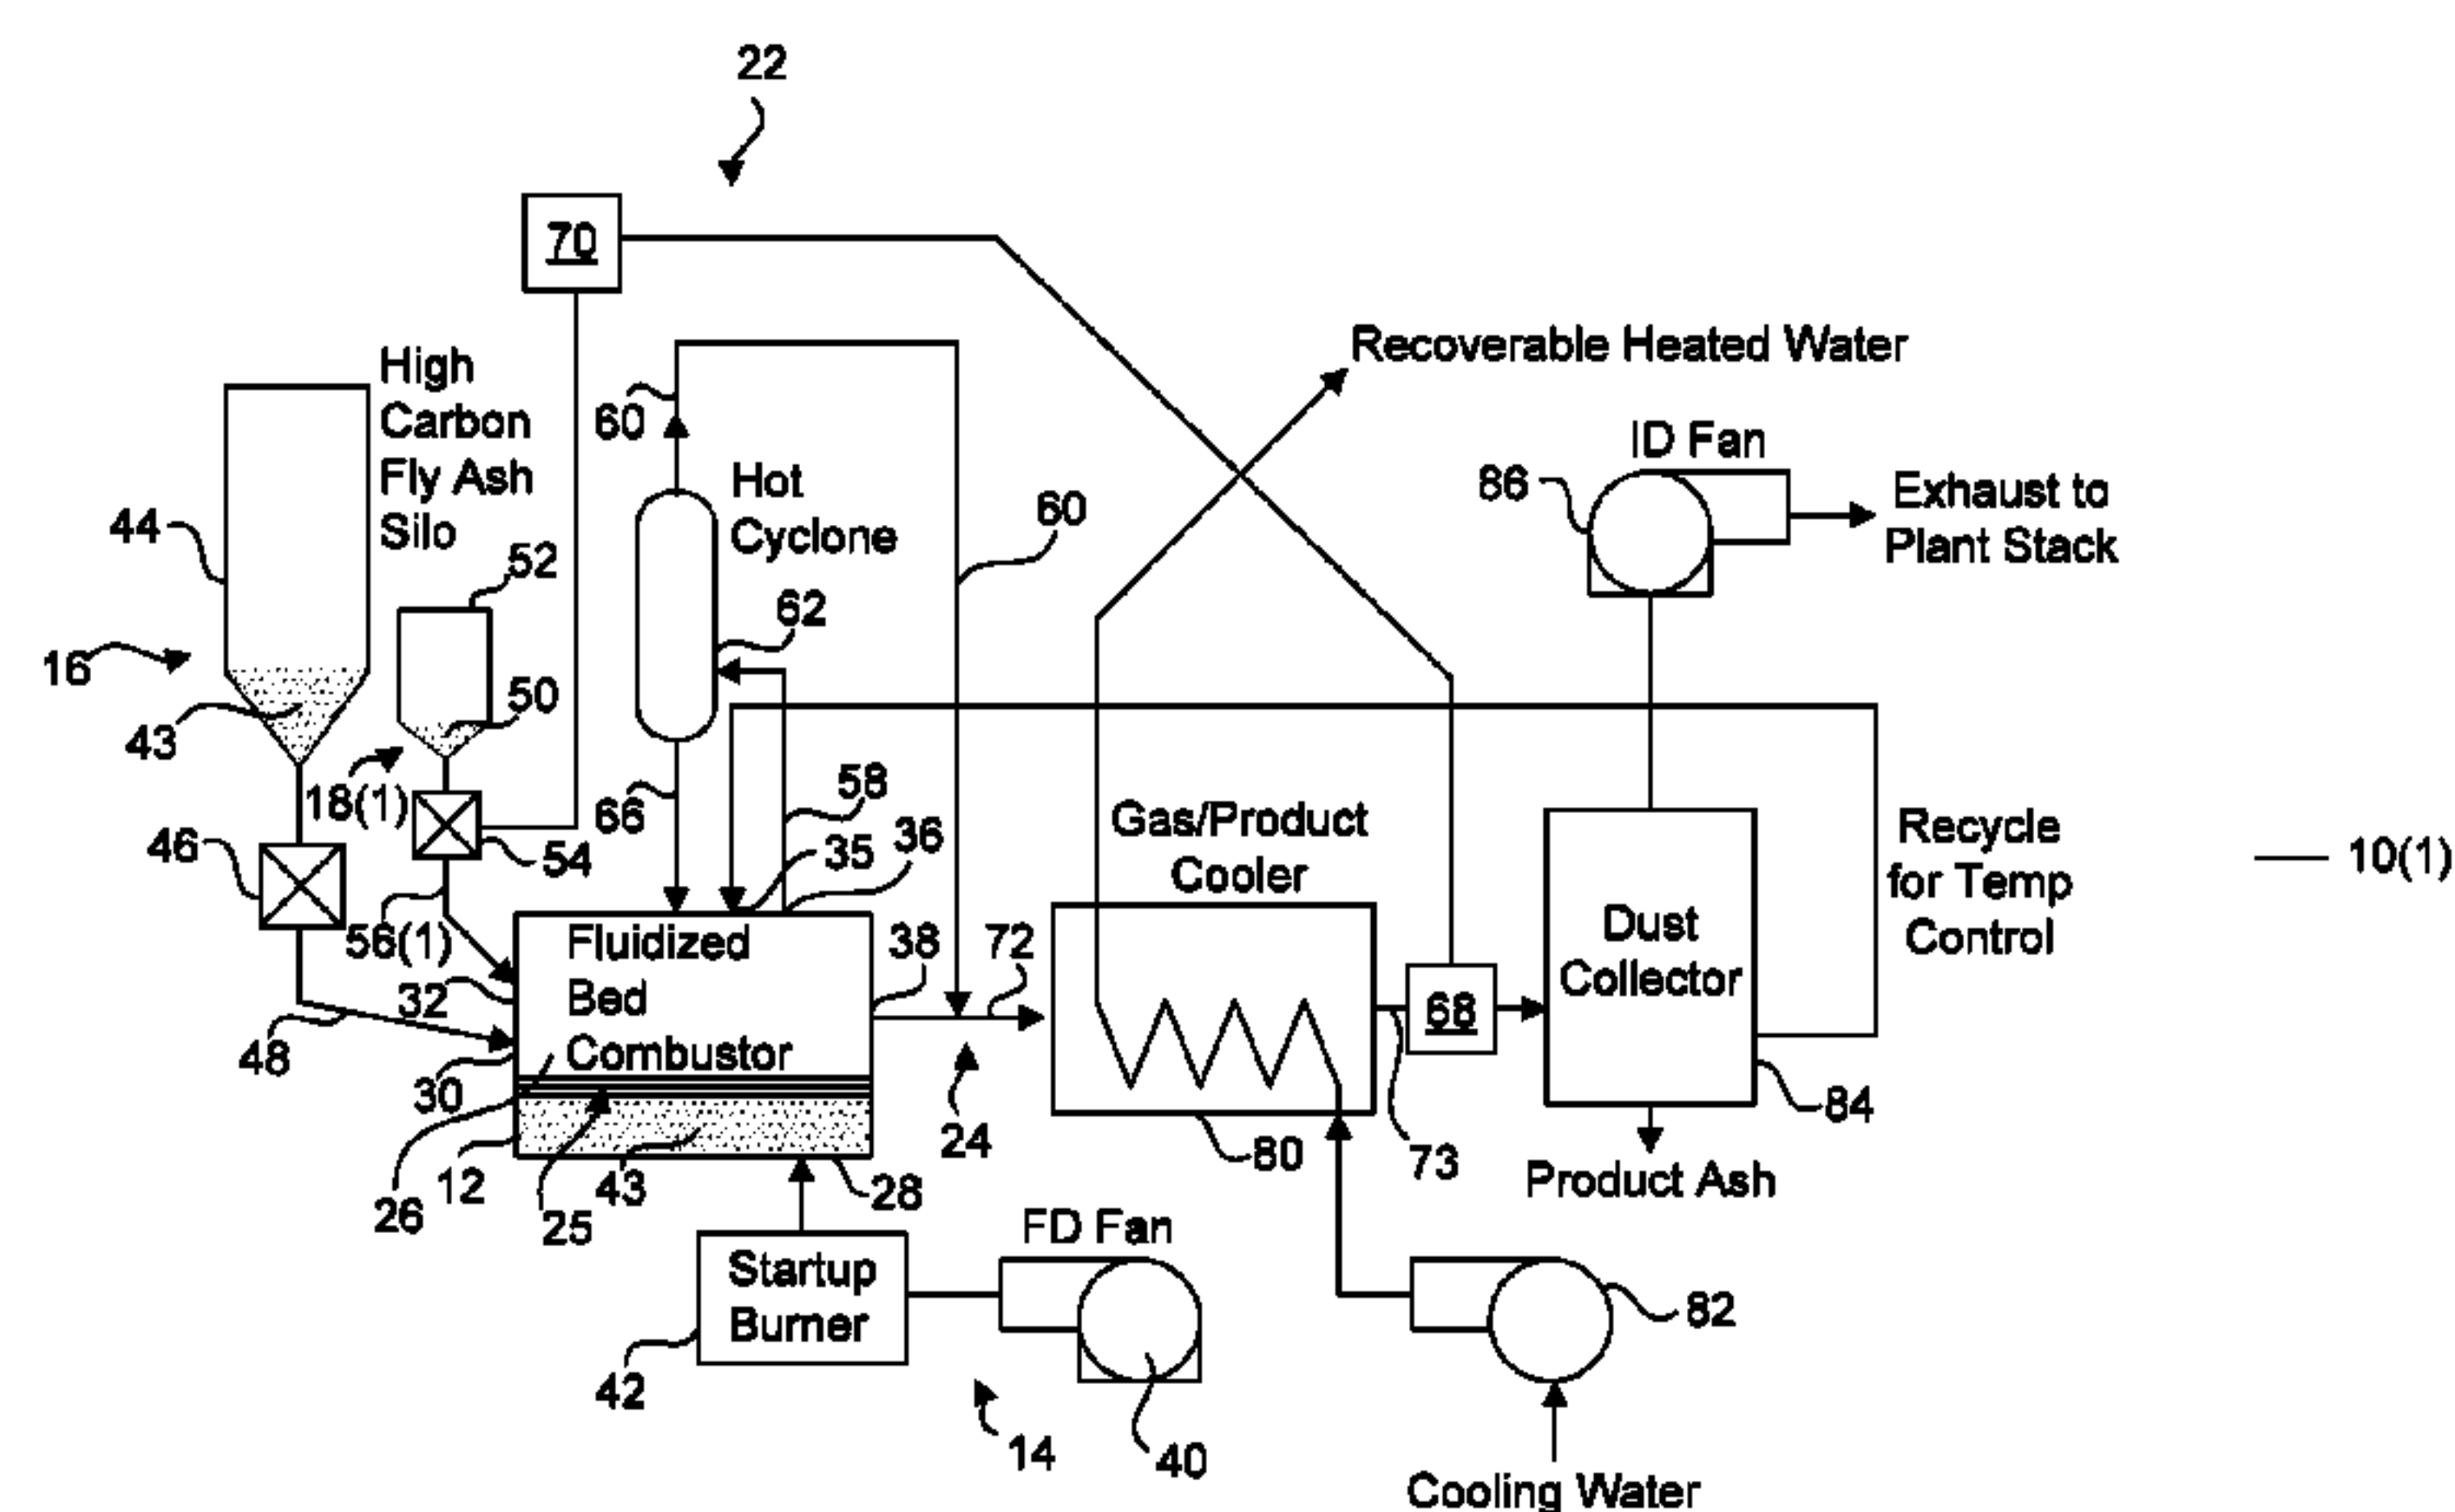 22
70
High
Carbon
Fly Ash
Silo
60
Hot
Cyclone
60
Recoverable Heated Water
ID Fan
86
Exhaust to
Plant Stack
44
52
62
16
43
50
18(1)
58
66
46
54
35
36
Gas/Product
Cooler
Recycle
for Temp
Control
10(1)
56(1)
Fluidized
Bed
Combustor
38
72
Dust
Collector
32
68
48
30
24
80
73
84
26
12
25
43
28
Product Ash
Startup
Burner
FD Fan
82
42
14
40
Cooling Water